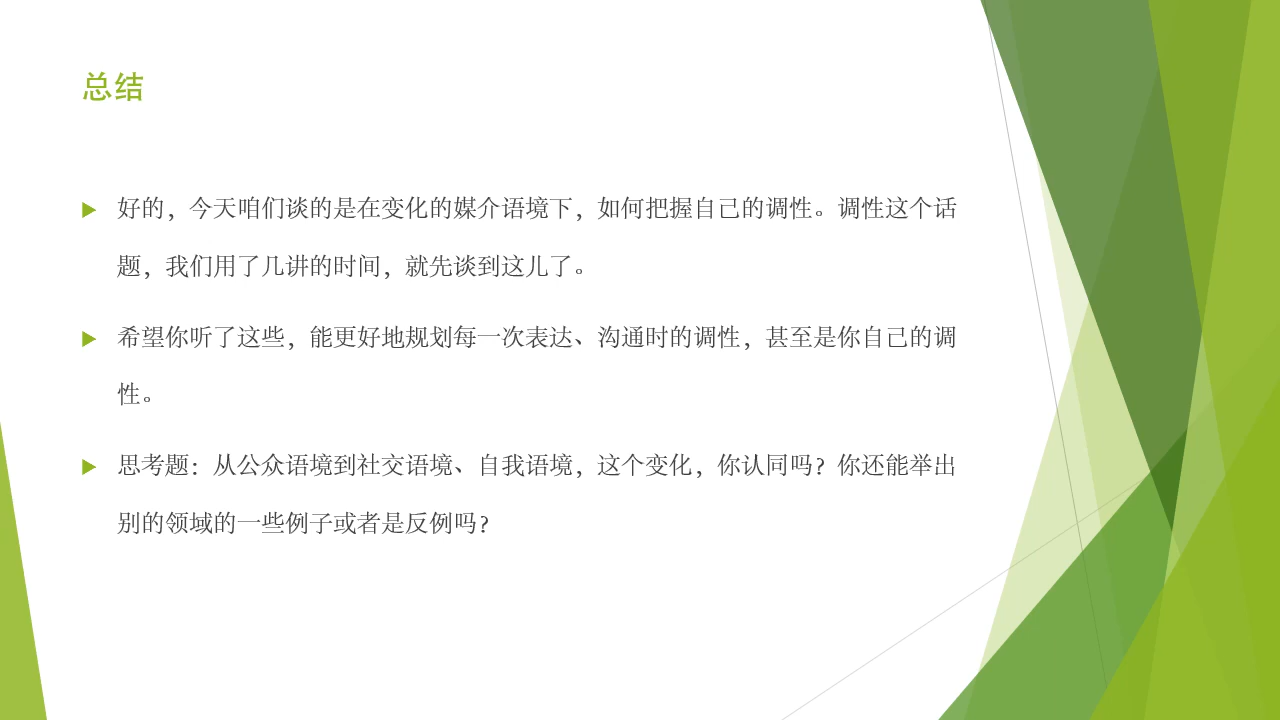 总结
好的，今天咱们谈的是在变化的媒介语境下，如何把握自己的调性。调性这个话
题，我们用了几讲的时间，就先谈到这儿了。
希望你听了这些，能更好地规划每一次表达、沟通时的调性，甚至是你自己的调
性。
思考题：从公众语境到社交语境、自我语境，这个变化，你认同吗？你还能举出
别的领域的一些例子或者是反例吗？